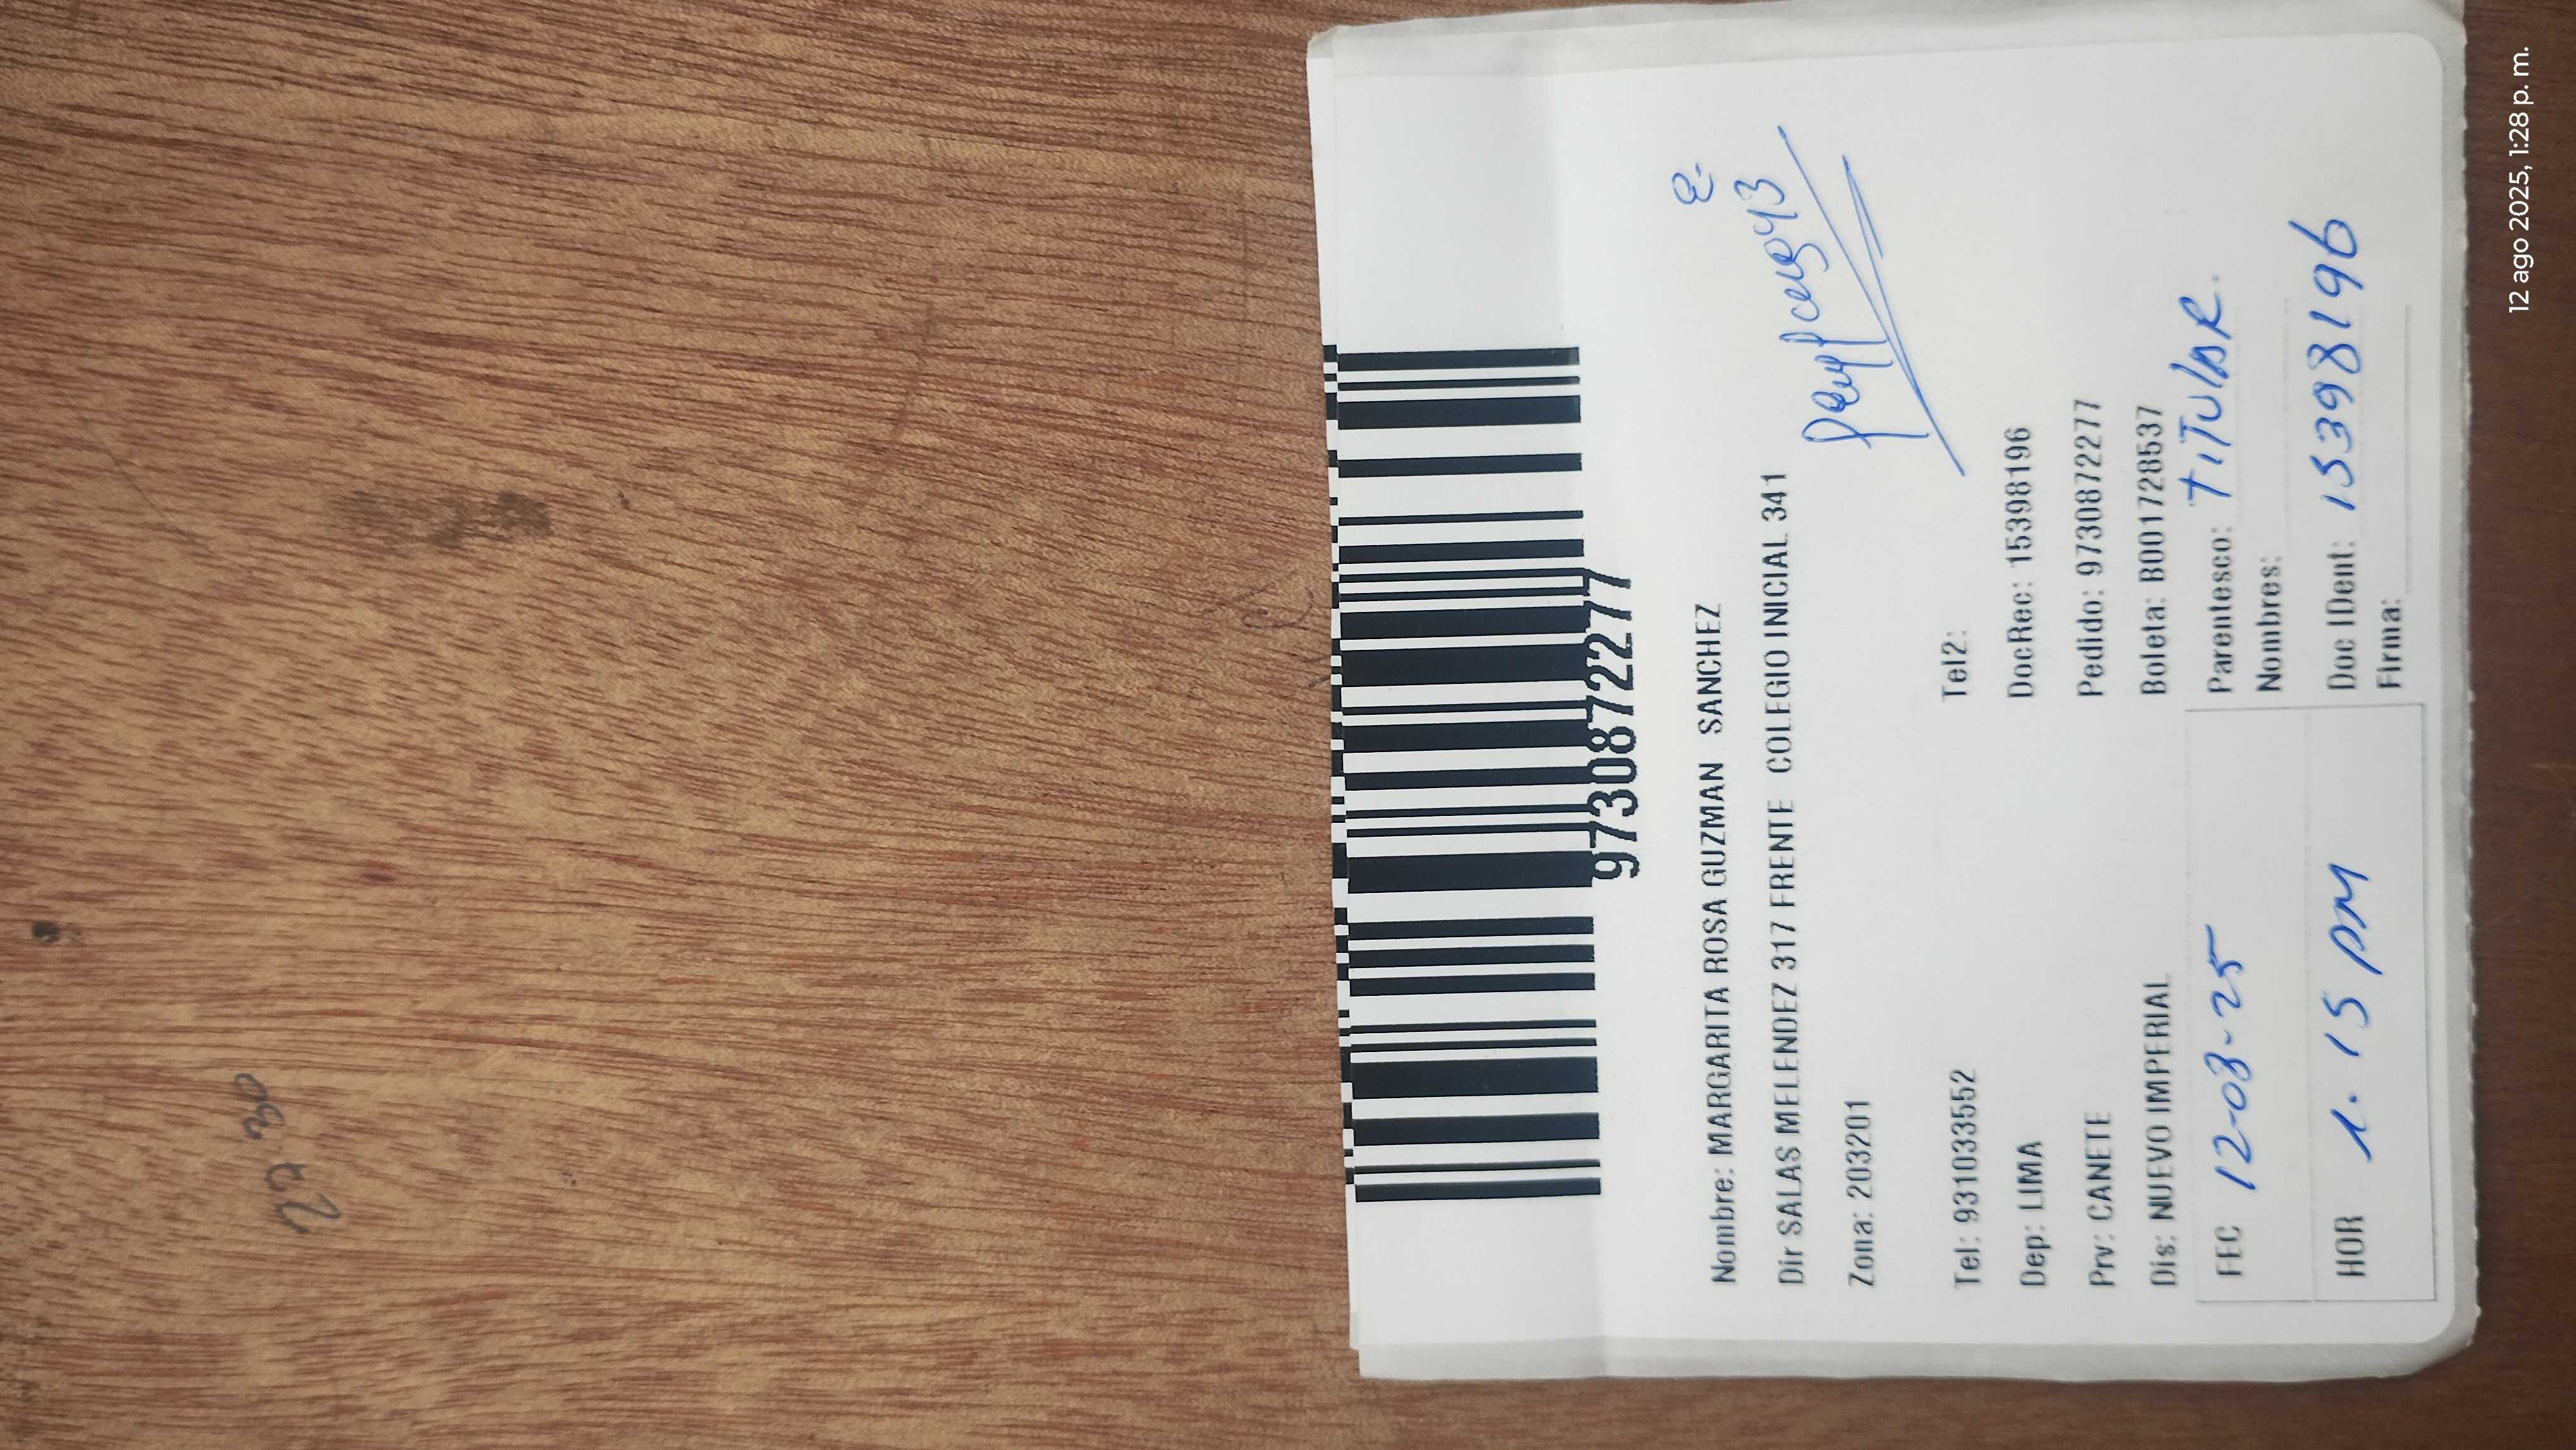 973087227​7
Nombre: MARGARITA ROSA GUZMAN SANCHEZ
Dir SALAS MELENDEZ 317 FRENTE COLEGIO INICIAL 341
Zona: 203201
Tel: 931033552 Tel2:
Dep: LIMA DocRec: 15398196
Prv: CANETE Pedido: 9730872277
Dis: NUEVO IMPERIAL Boleta: B001728537
FEC 12-08-25 Parentesco: TiTulAR.
Nombres:
HOR 1.15 pm Doc IDent: 15398196
Firma:
12 ago 2025, 1:28 p. m.